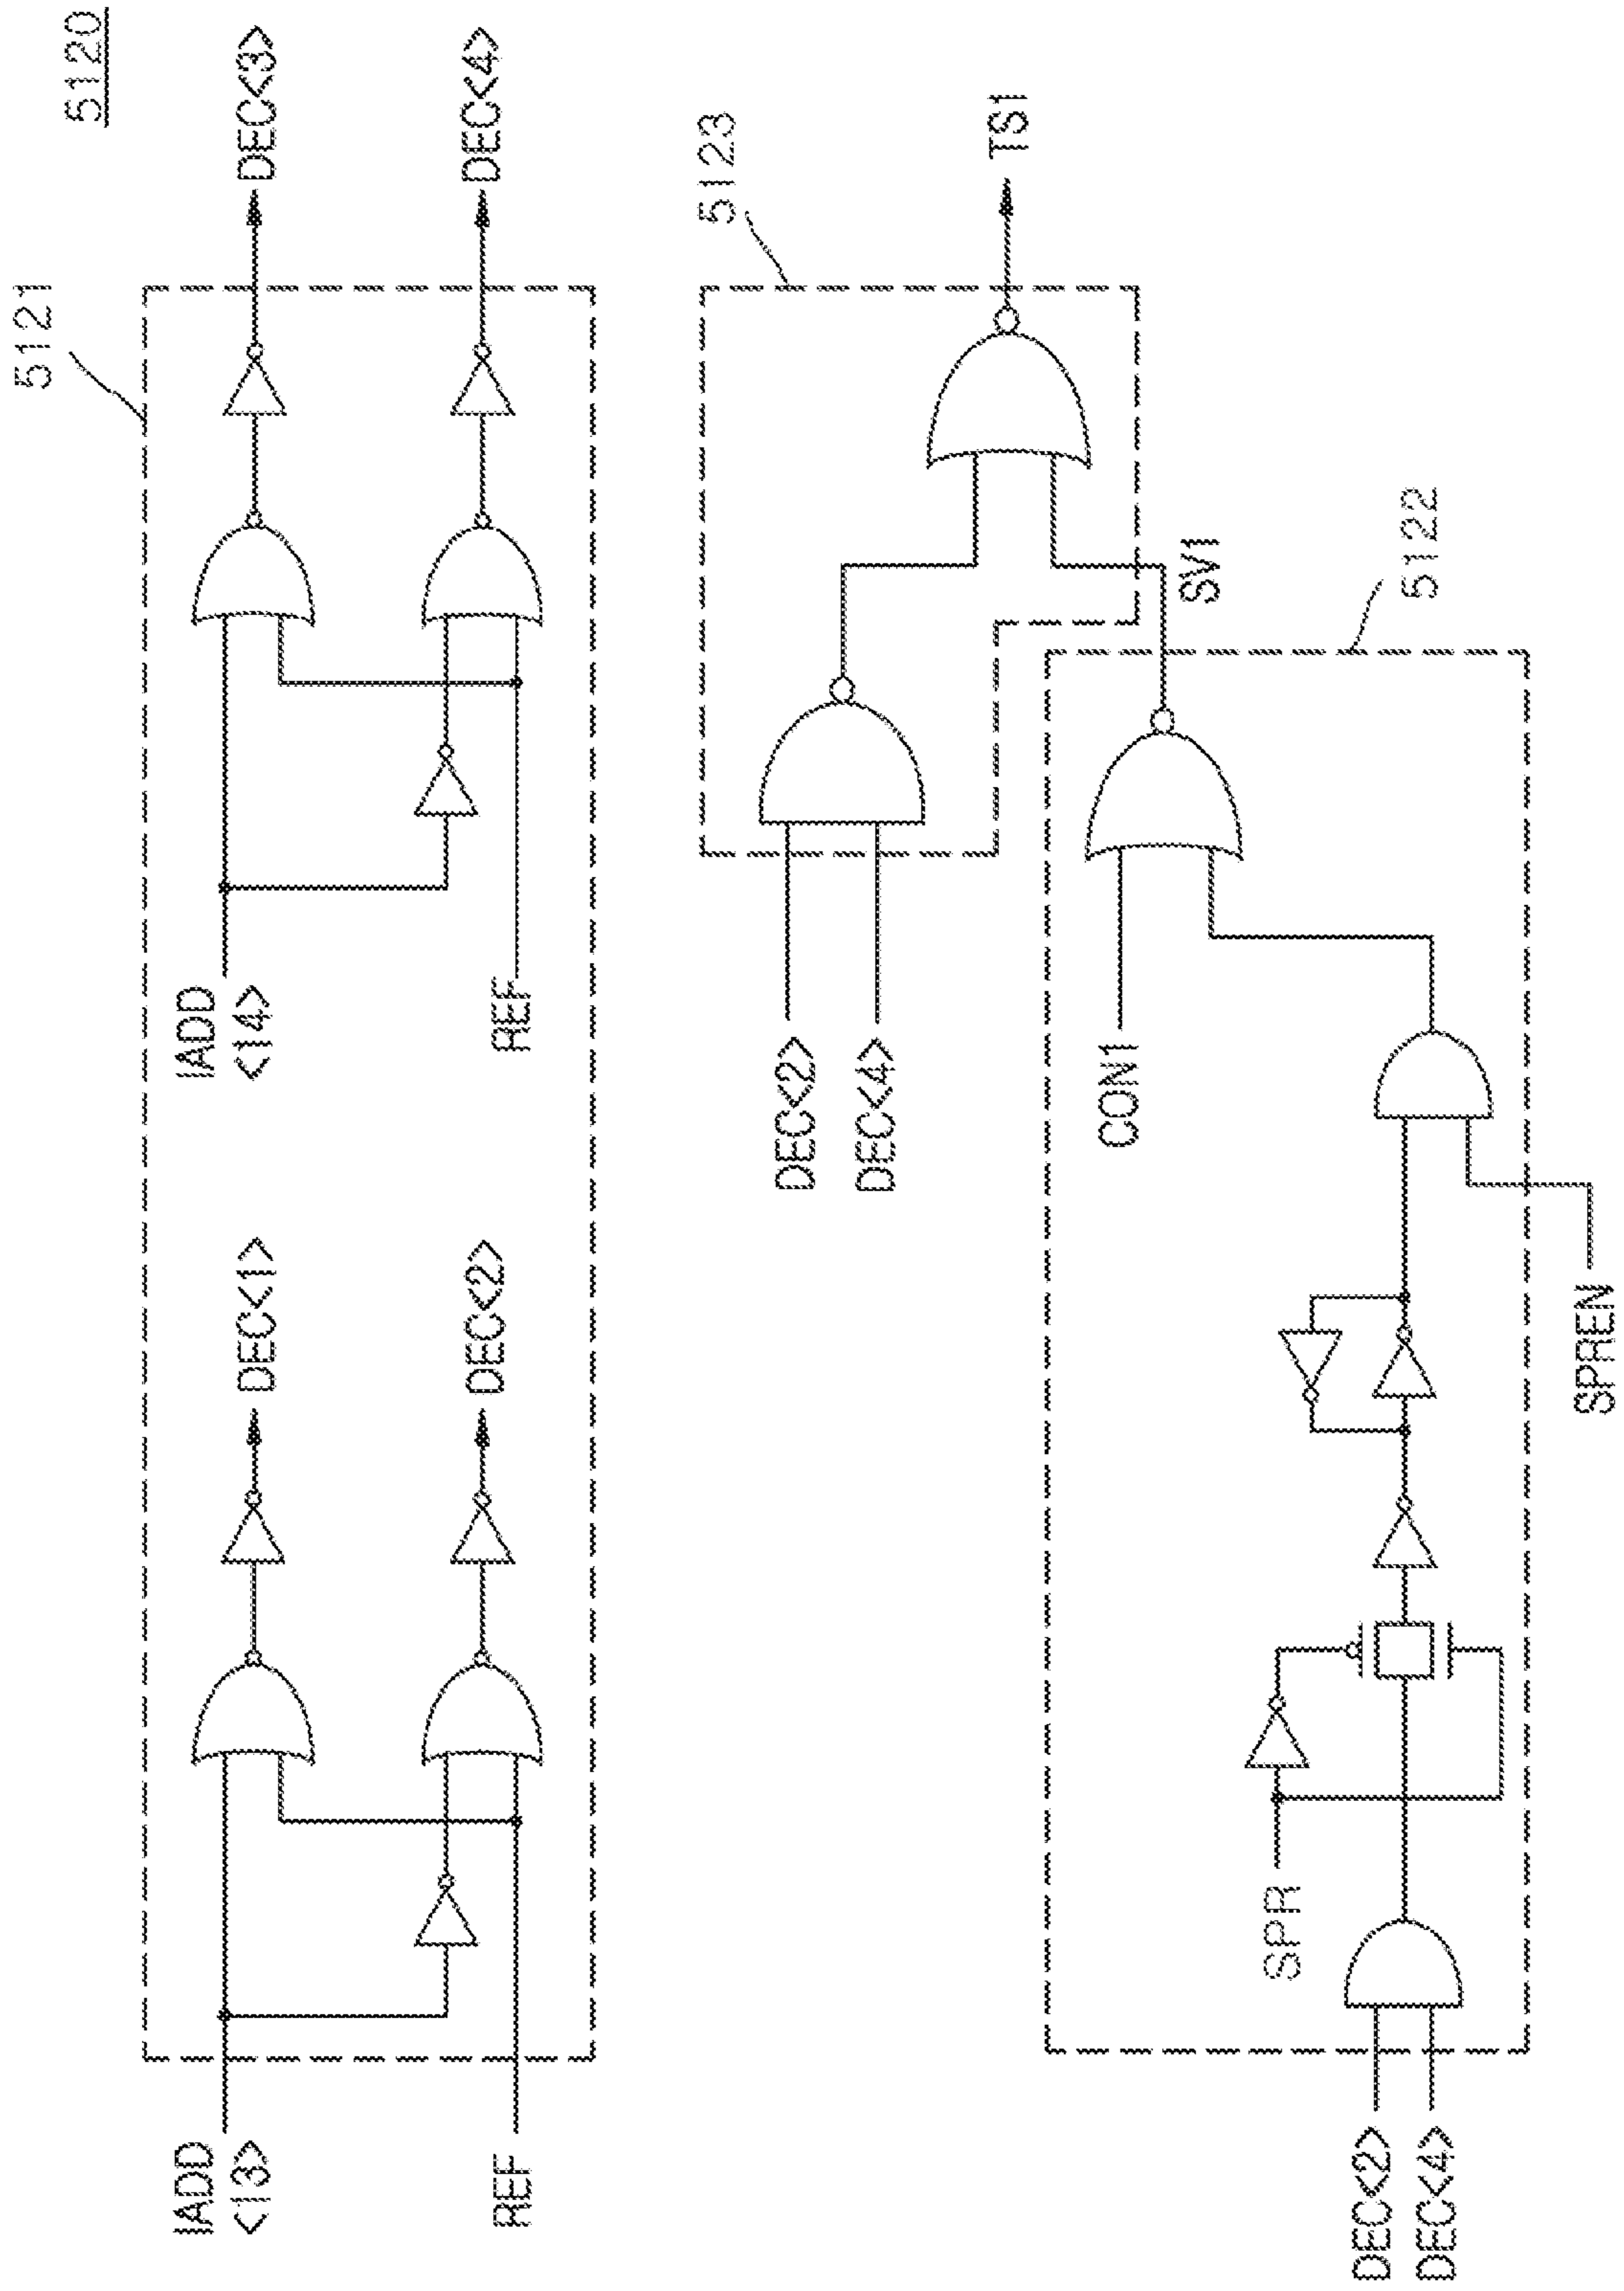 5120
5121
IADD
<13>
REF
DEC<1>
DEC<2>
IADD
<14>
REF
DEC<3>
DEC<4>
5123
DEC<2>
DEC<4>
TS1
SV1
5122
CON1
SPR
DEC<2>
DEC<4>
SPREN